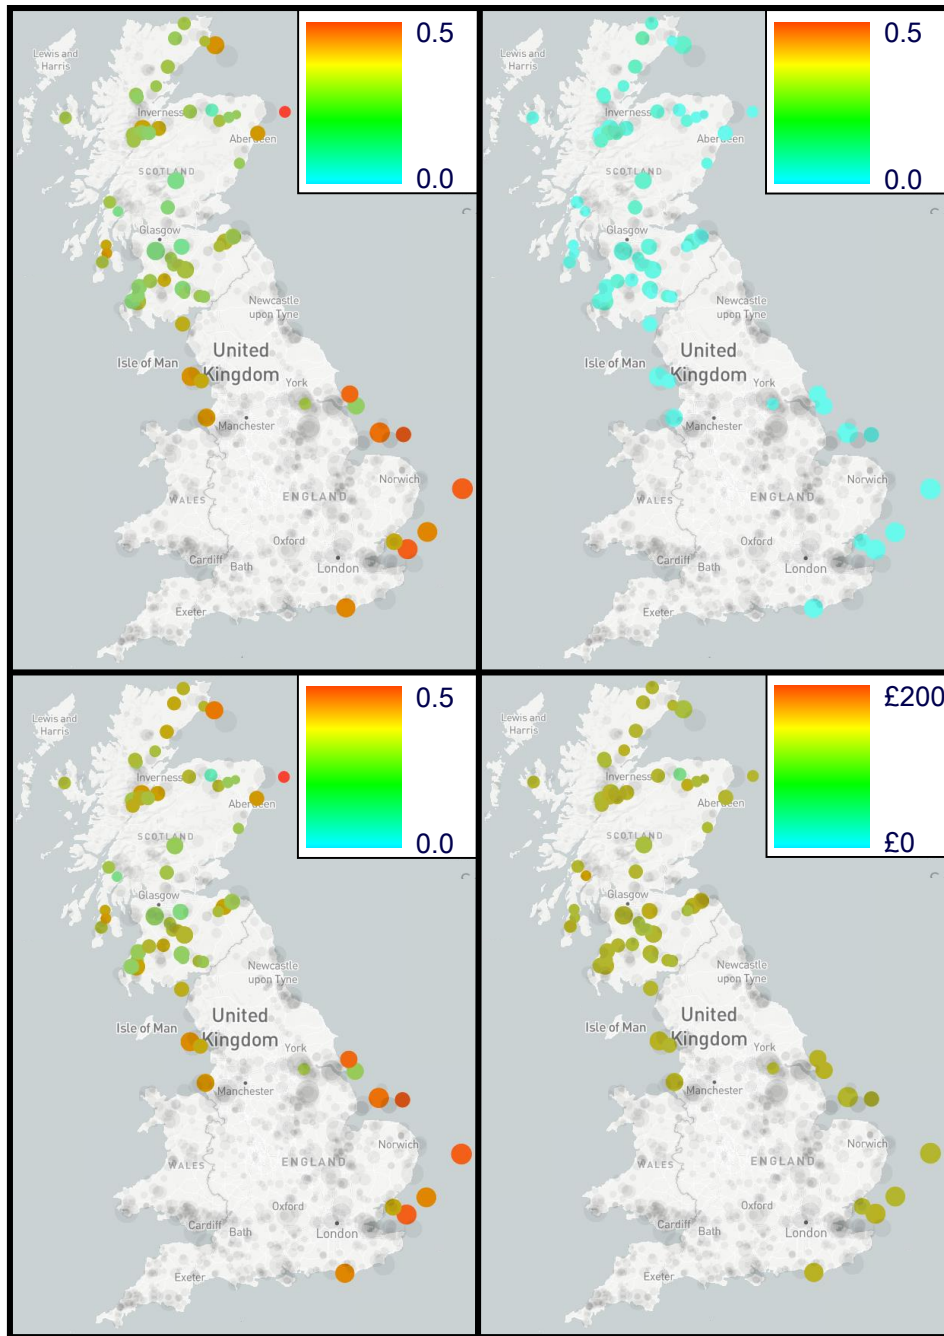 0.5
0.0
Lewis and
Harris
Inverness
Aberdeen
SCOTLAND
Glasgow
Newcastle
upon Tyne
United
Kingdom
Isle of Man
York
Manchester
Norwich
WALES
ENGLAND
Oxford
Cardiff
Bath
London
Exeter
0.5
0.0
Lewis and
Harris
Inverness
Aberdeen
SCOTLAND
Glasgow
Newcastle
upon Tyne
United
Kingdom
Isle of Man
York
Manchester
Norwich
WALES
ENGLAND
Oxford
Cardiff
Bath
London
Exeter
0.5
0.0
Lewis and
Harris
Inverness
Aberdeen
SCOTLAND
Glasgow
Newcastle
upon Tyne
United
Kingdom
Isle of Man
York
Manchester
Norwich
WALES
ENGLAND
Oxford
Cardiff
Bath
London
Exeter
£200
£0
Lewis and
Harris
Inverness
Aberdeen
SCOTLAND
Glasgow
Newcastle
upon Tyne
United
Kingdom
Isle of Man
York
Manchester
Norwich
WALES
ENGLAND
Oxford
Cardiff
Bath
London
Exeter